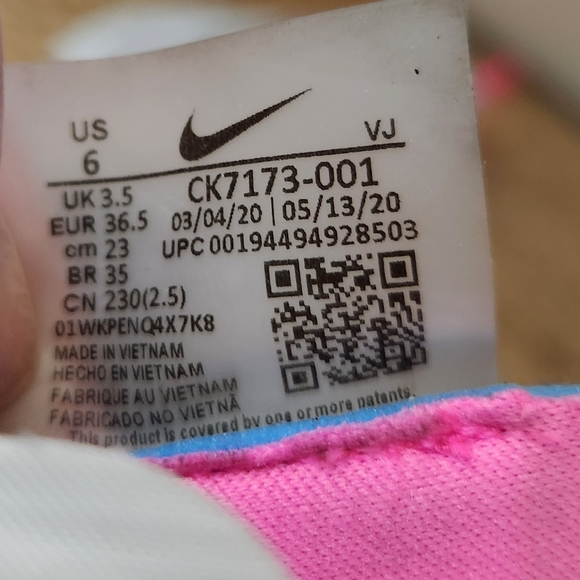 US
6
VJ
UK 3.5
CK7173-001
EUR 36.5
03/04/20 | 05/13/20
cm 23
UPC 00194494928503
BR 35
CN 230(2.5)
01WKPENQ4X7K8
MADE IN VIETNAM
HECHO EN VIETNAM
FABRIQUE AU VIETNAM
FABRICADO NO VIETNÃ
This product is covered by one or more patents.